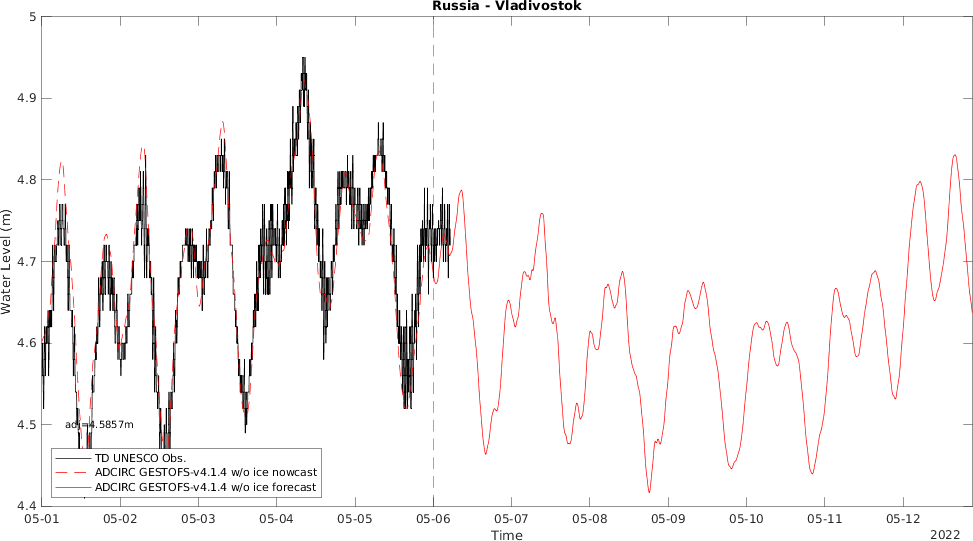 Russia - Vladivostok
5
4.9
4.8
4.7
4.6
4.5
4.4
Water Level (m)
adj=4.5857m
TD UNESCO Obs.
ADCIRC GESTOFS-v4.1.4 w/o ice nowcast
ADCIRC GESTOFS-v4.1.4 w/o ice forecast
05-01 05-02 05-03 05-04 05-05 05-06 05-07 05-08 05-09 05-10 05-11 05-12
Time
2022